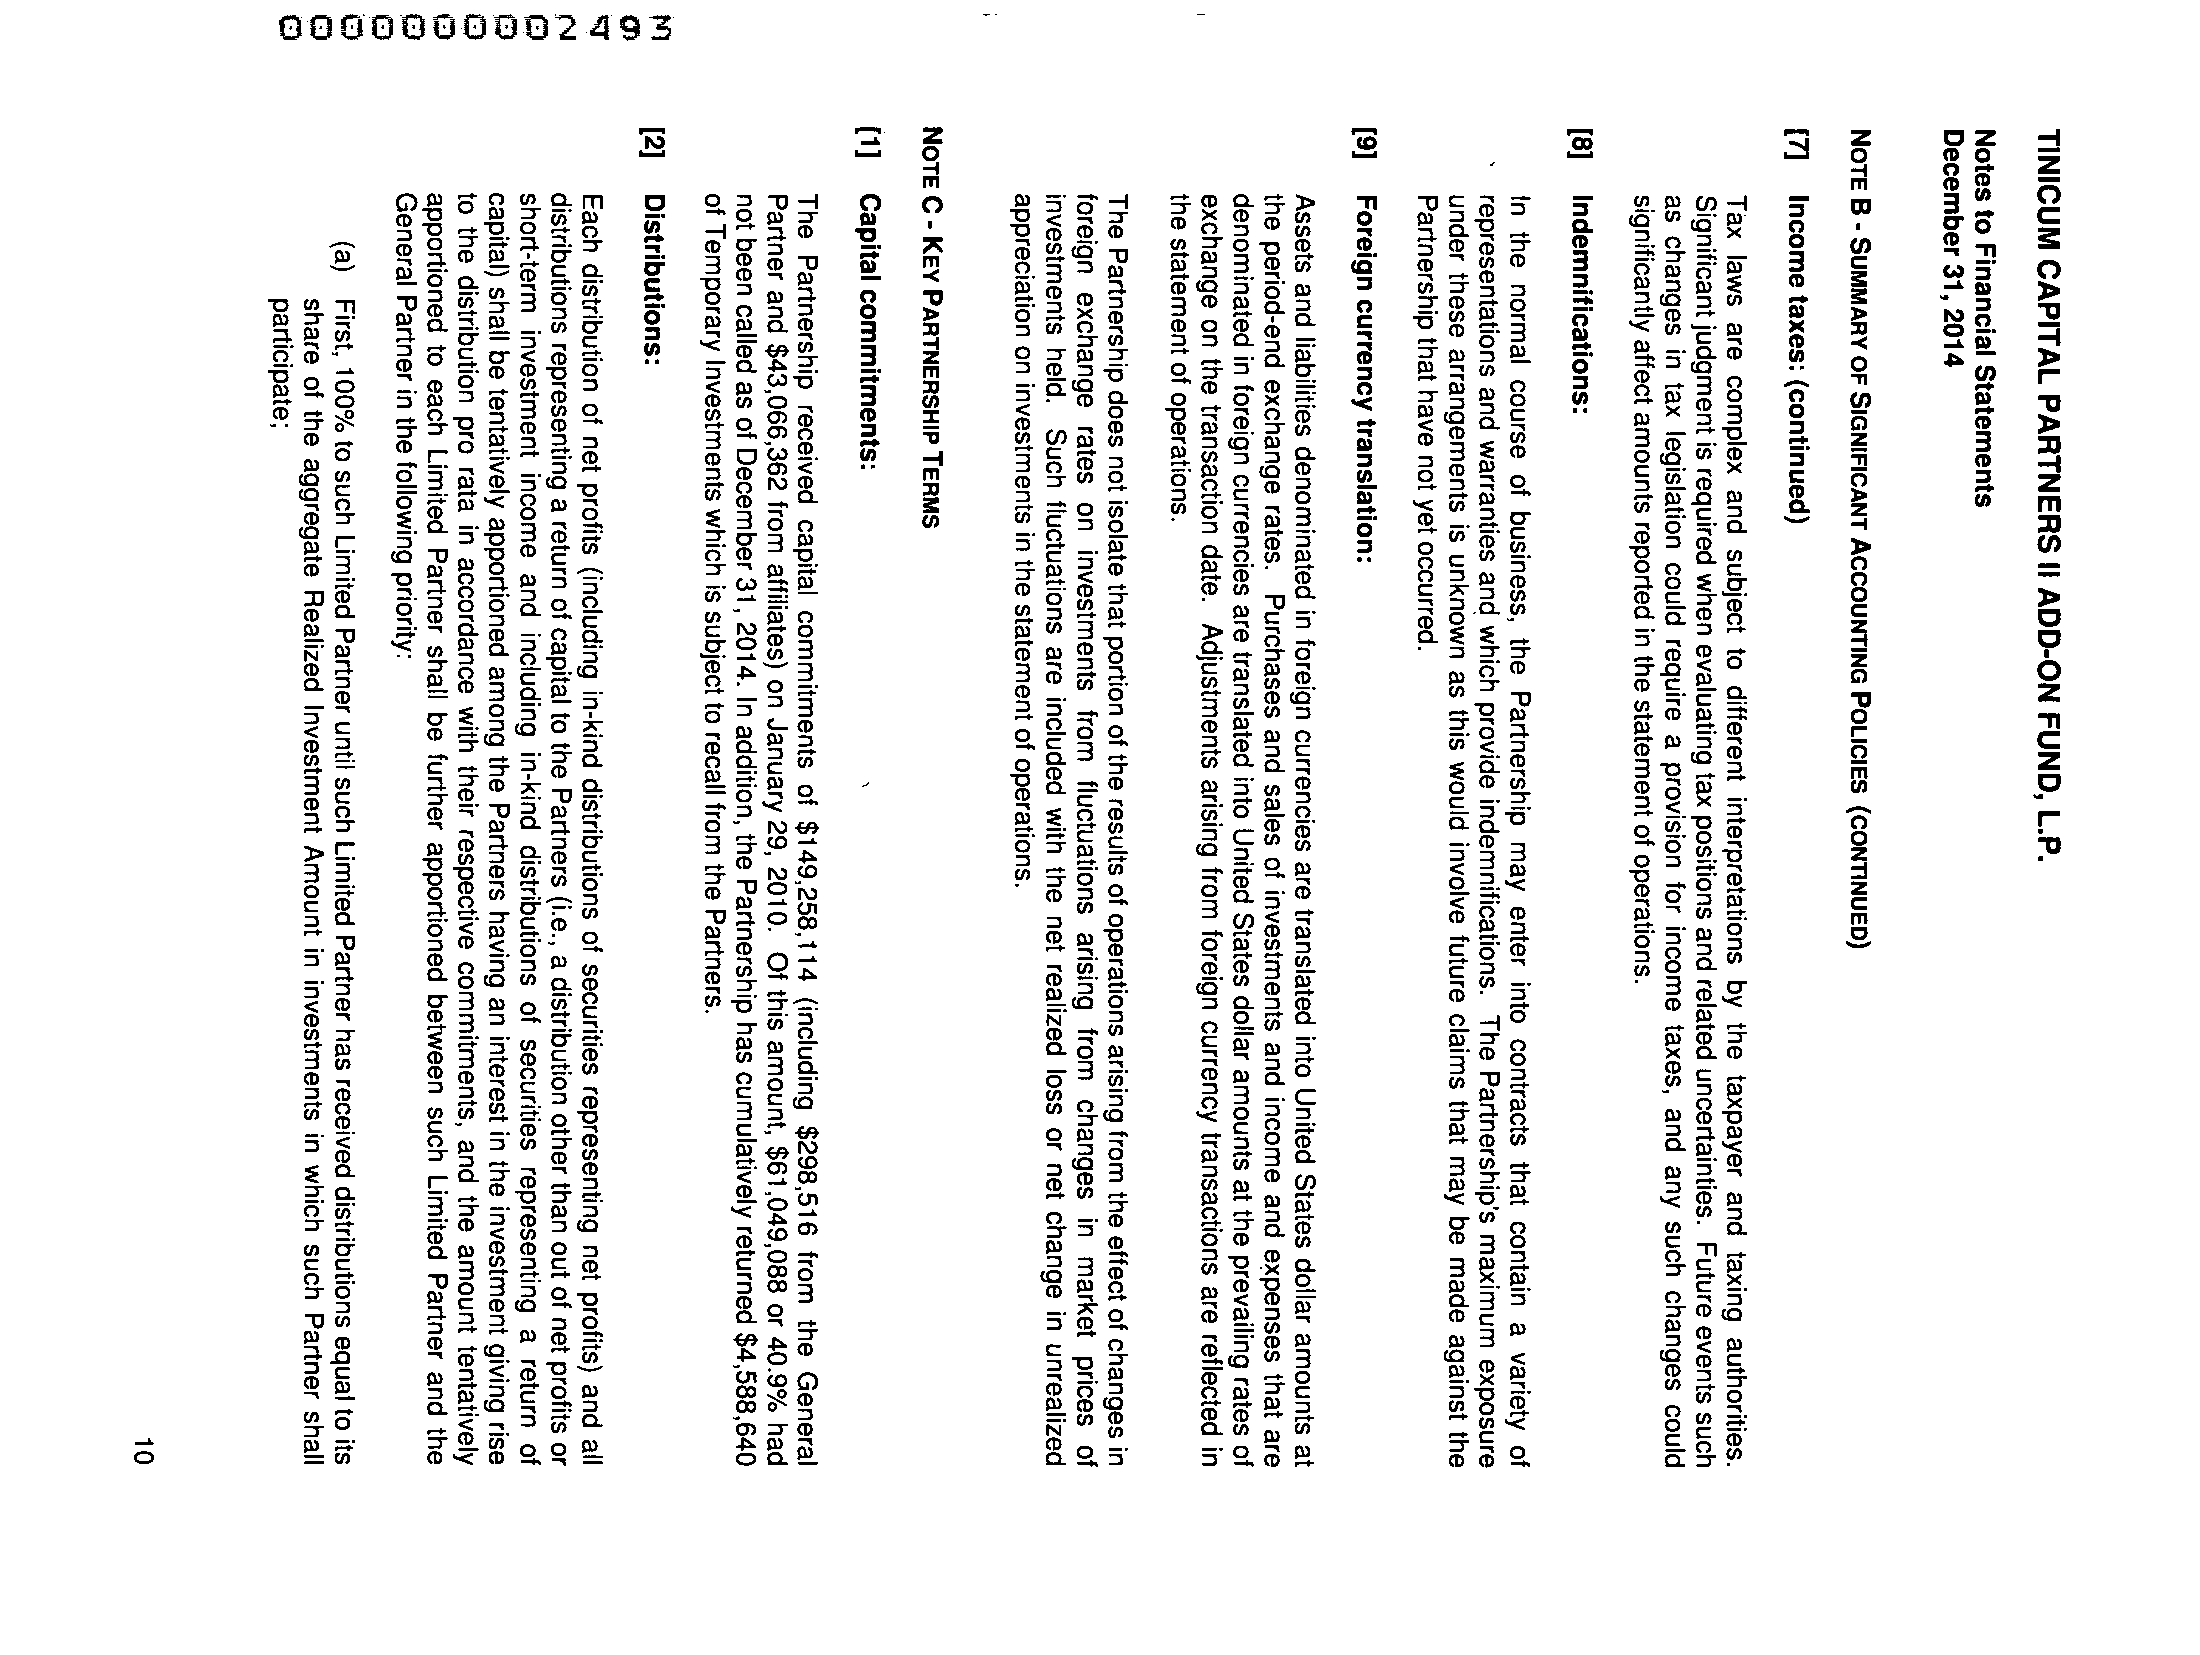 TINICUM CAPITAL PARTNERS II ADD-ON FUND, L.P.
Notes to Financial Statements
December 31, 2014
NOTE B - SUMMARY OF SIGNIFICANT ACCOUNTING POLICIES (CONTINUED)
[7] Income taxes: (continued)
Tax laws are complex and subject to different interpretations by the taxpayer and taxing authorities.
Significant judgment is required when evaluating tax positions and related uncertainties. Future events such
as changes in tax legislation could require a provision for income taxes, and any such changes could
significantly affect amounts reported in the statement of operations.
[8] Indemnifications:
In the normal course of business, the Partnership may enter into contracts that contain a variety of
representations and warranties and which provide indemnifications. The Partnership's maximum exposure
under these arrangements is unknown as this would involve future claims that may be made against the
Partnership that have not yet occurred.
[9] Foreign currency translation:
Assets and liabilities denominated in foreign currencies are translated into United States dollar amounts at
the period-end exchange rates. Purchases and sales of investments and income and expenses that are
denominated in foreign currencies are translated into United States dollar amounts at the prevailing rates of
exchange on the transaction date. Adjustments arising from foreign currency transactions are reflected in
the statement of operations.
The Partnership does not isolate that portion of the results of operations arising from the effect of changes in
foreign exchange rates on investments from fluctuations arising from changes in market prices of
investments held. Such fluctuations are included with the net realized loss or net change in unrealized
appreciation on investments in the statement of operations.
NOTE C - KEY PARTNERSHIP TERMS
[1] Capital commitments:
The Partnership received capital commitments of $149,258,114 (including $298,516 from the General
Partner and $43,066,362 from affiliates) on January 29, 2010. Of this amount, $61,049,088 or 40.9% had
not been called as of December 31, 2014. In addition, the Partnership has cumulatively returned $4,588,640
of Temporary Investments which is subject to recall from the Partners.
[2] Distributions:
Each distribution of net profits (including in-kind distributions of securities representing net profits) and all
distributions representing a return of capital to the Partners (i.e., a distribution other than out of net profits or
short-term investment income and including in-kind distributions of securities representing a return of
capital) shall be tentatively apportioned among the Partners having an interest in the investment giving rise
to the distribution pro rata in accordance with their respective commitments, and the amount tentatively
apportioned to each Limited Partner shall be further apportioned between such Limited Partner and the
General Partner in the following priority:
(a) First, 100% to such Limited Partner until such Limited Partner has received distributions equal to its
share of the aggregate Realized Investment Amount in investments in which such Partner shall
participate;
10
0000000002493